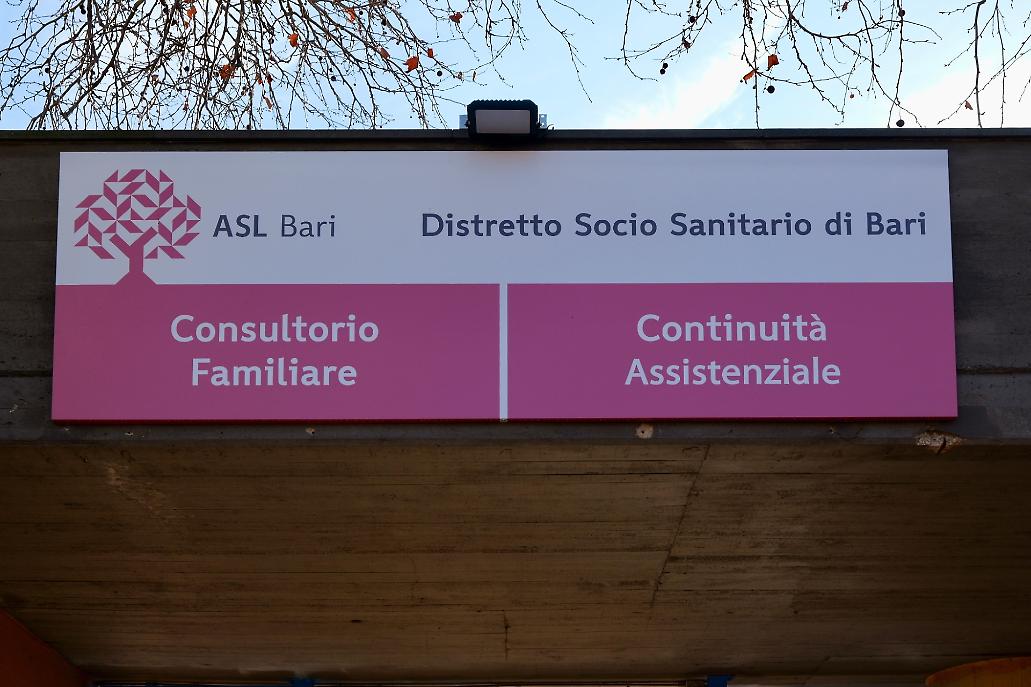 ASL Bari
Distretto Socio Sanitario di Bari
Consultorio
Familiare
Continuità
Assistenziale